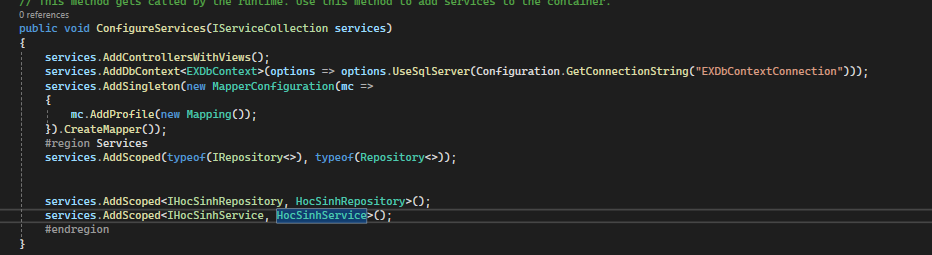 // This method gets called by the runtime. Use this method to add services to the container.
0 references
public void ConfigureServices(IServiceCollection services)
{
services.AddControllersWithViews();
services.AddDbContext<EXDbContext>(options => options.UseSqlServer(Configuration.GetConnectionString("EXDbContextConnection")));
services.AddSingleton(new MapperConfiguration(mc =>
{
mc.AddProfile(new Mapping());
}).CreateMapper());
#region Services
services.AddScoped(typeof(IRepository<>), typeof(Repository<>));
services.AddScoped<IHocSinhRepository, HocSinhRepository>();
services.AddScoped<IHocSinhService, HocSinhService>();
#endregion
}